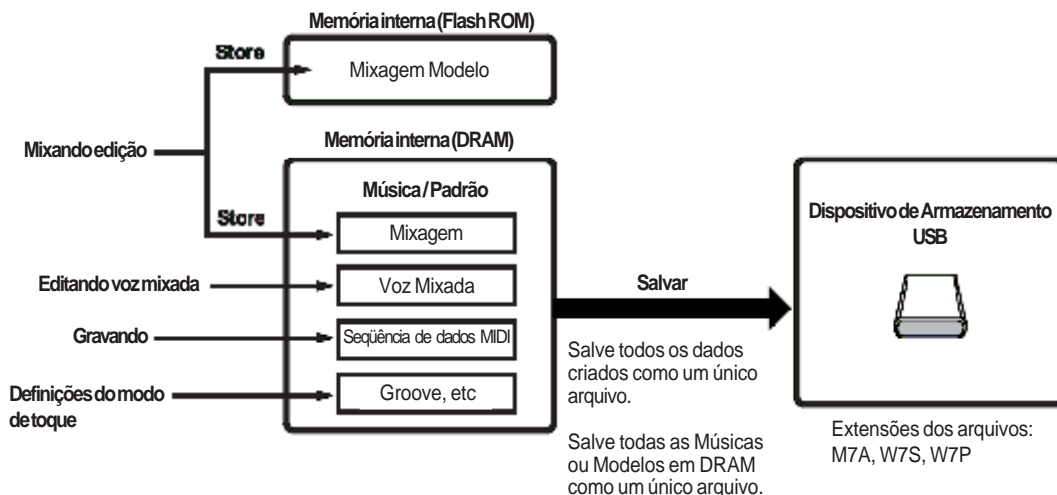 Memória interna (Flash ROM)
Store
Mixagem Modelo
Mixando edição
Memória interna (DRAM)
Música / Padrão
Store
Mixagem
Editando voz mixada
Voz Mixada
Gravando
Seqüência de dados MIDI
Definições do modo
de toque
Groove, etc
Salvar
Salve todos os dados
criados como um único
arquivo.
Salve todas as Músicas
ou Modelos em DRAM
como um único arquivo.
Dispositivo de Armazenamento
USB
Extensões dos arquivos:
M7A, W7S, W7P